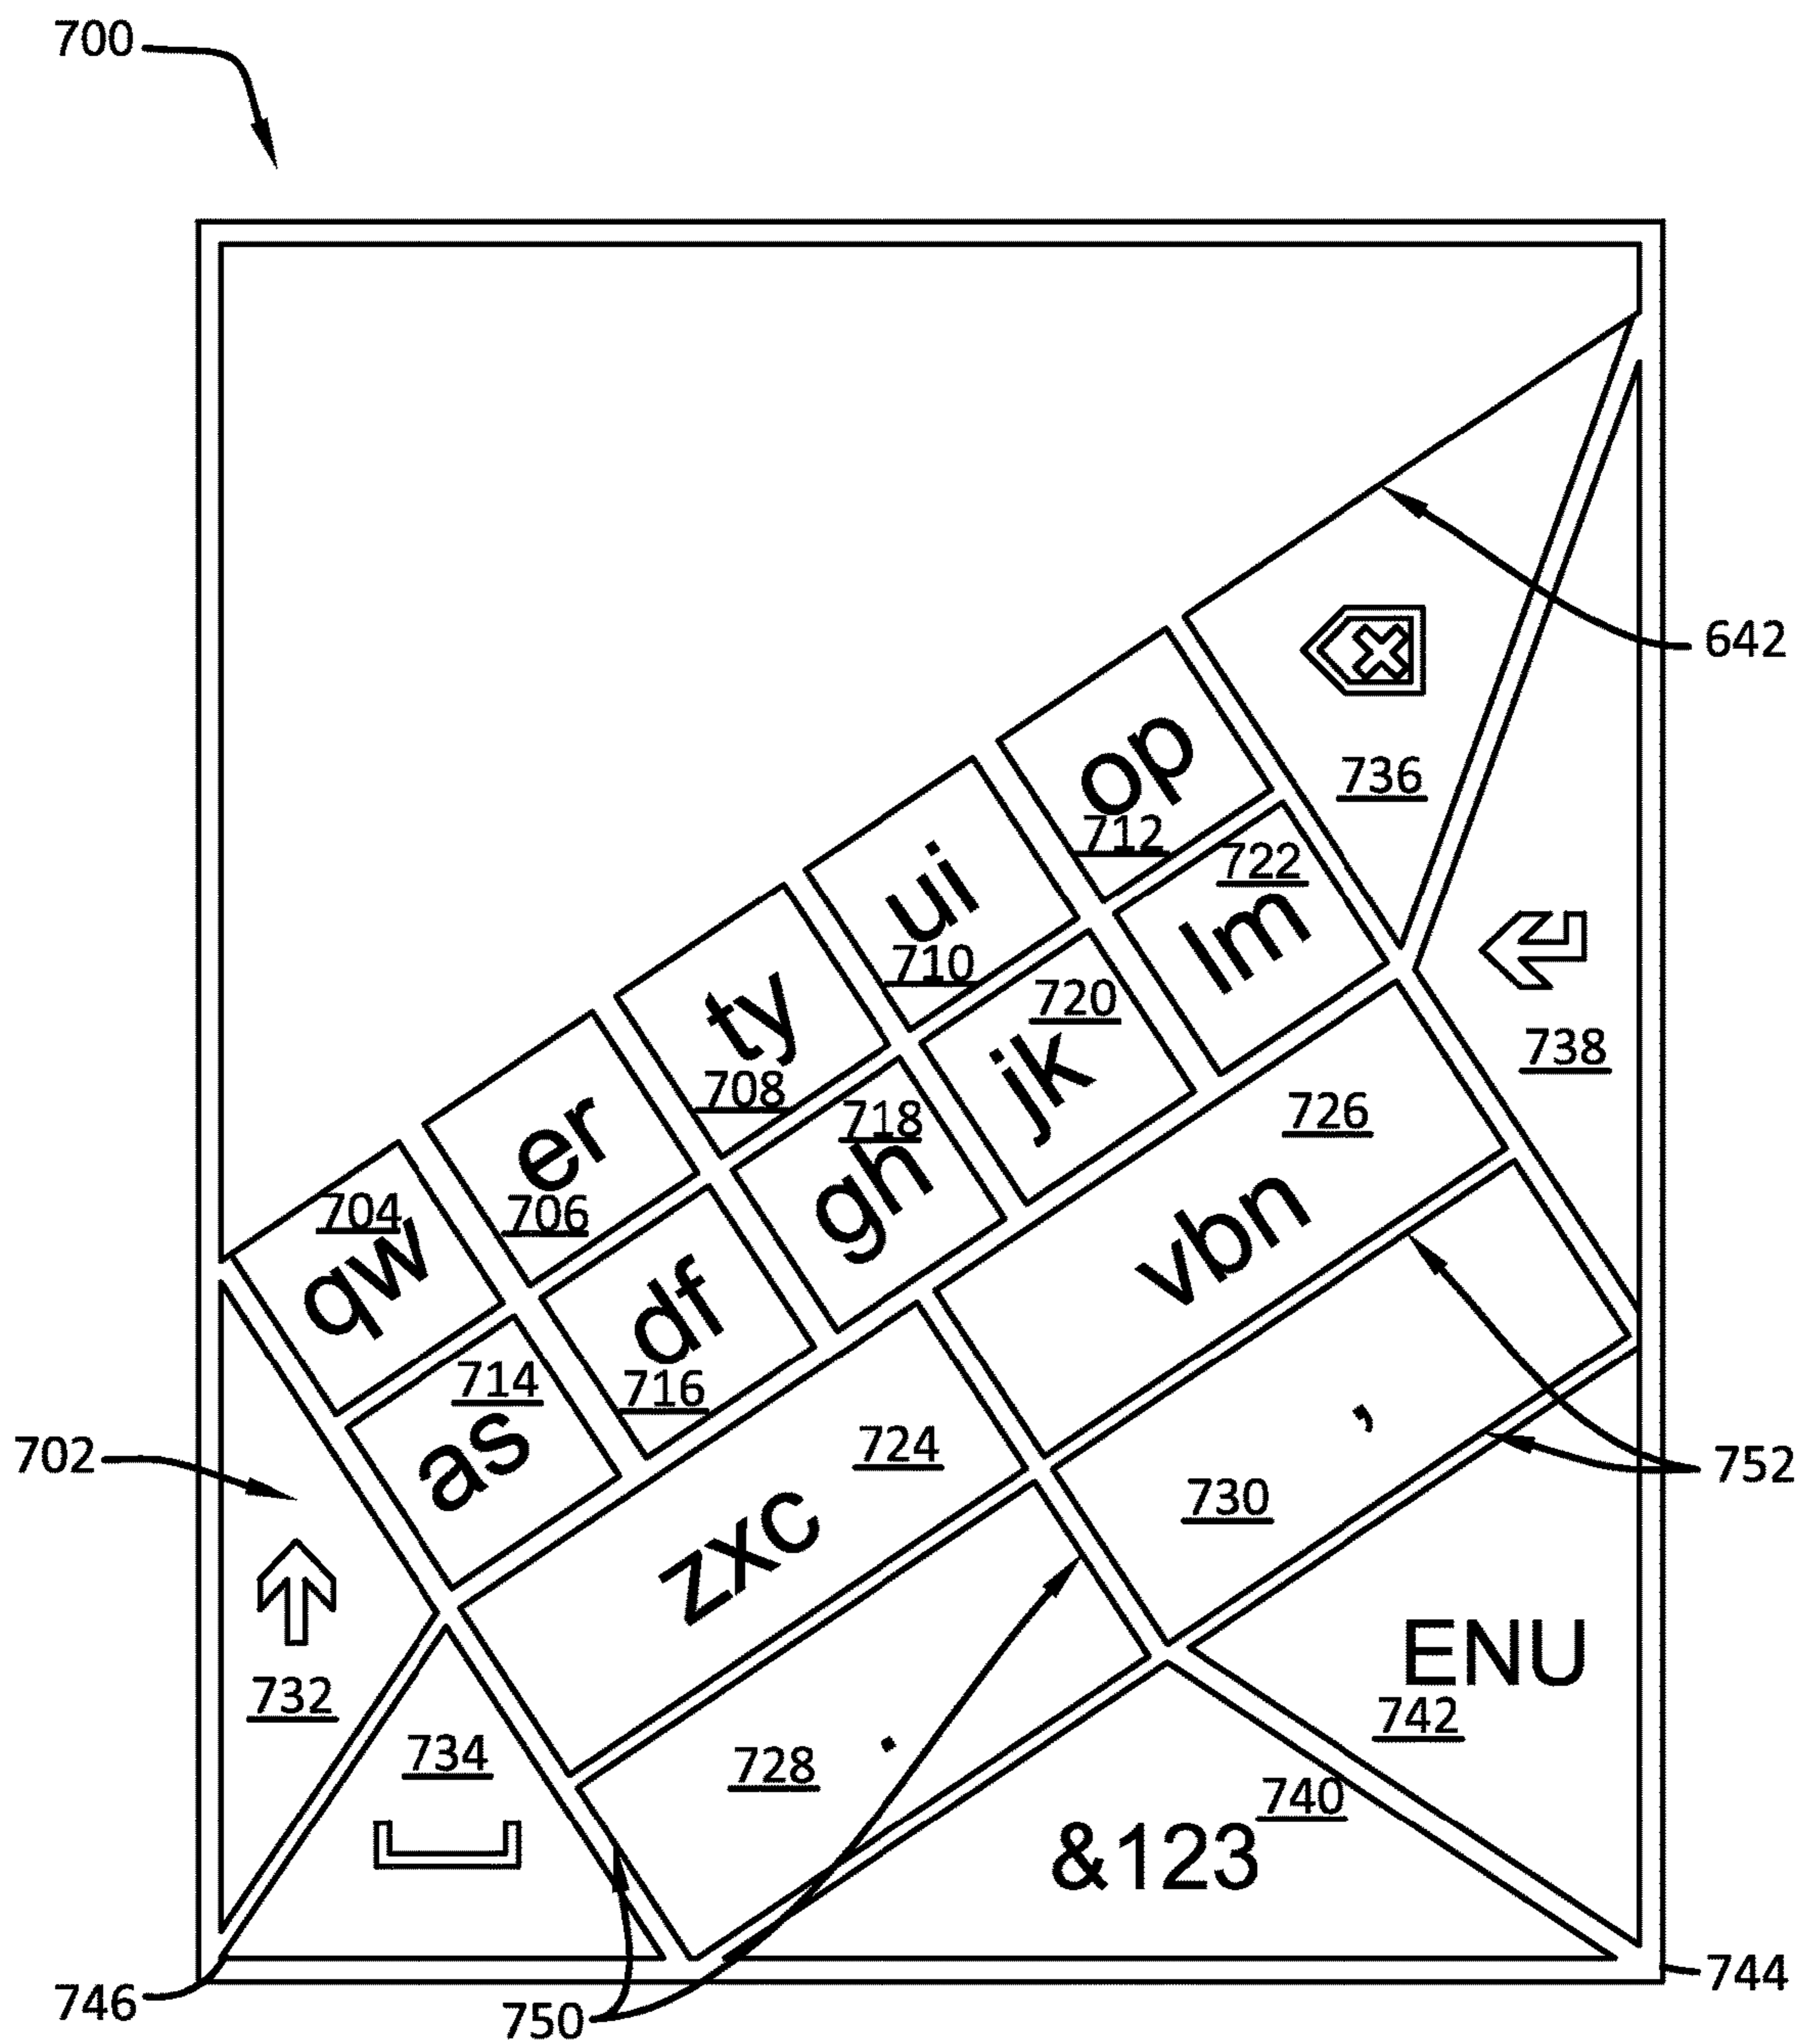 700
642
op
712
736
722
lm
ui
710
720
jk
738
ty
708
718
gh
726
vbn
er
706
704
qw
df
716
714
as
724
zxc
702
,
730
752
732
ENU
742
734
728
.
740
&123
746
750
744